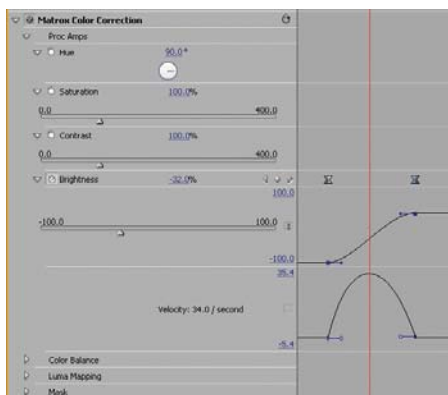 Matrox Color Correction
Proc Amps
Hue 90.0°
Saturation 100.0%
0.0 400.0
Contrast 100.0%
0.0 400.0
Brightness -32.0%
100.0
-100.0 100.0
-100.0
35.4
Velocity: 34.0 / second
-5.4
Color Balance
Luma Mapping
Mask